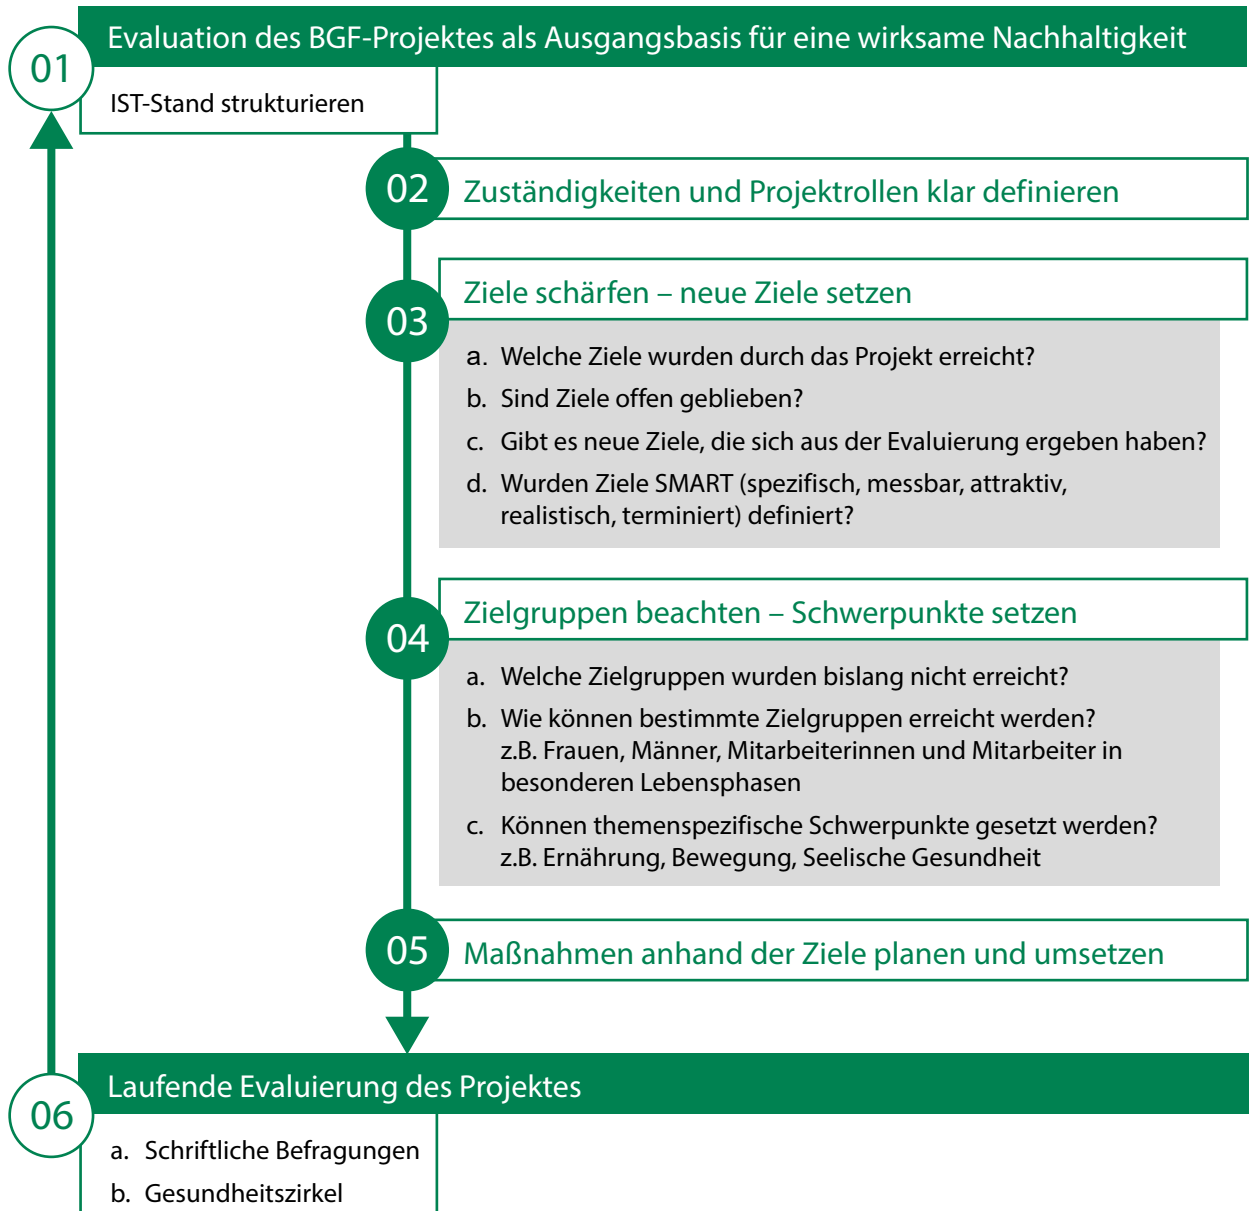 01
Evaluation des BGF-Projektes als Ausgangsbasis für eine wirksame Nachhaltigkeit
IST-Stand strukturieren
02
Zuständigkeiten und Projektrollen klar definieren
03
Ziele schärfen – neue Ziele setzen
a. Welche Ziele wurden durch das Projekt erreicht?
b. Sind Ziele offen geblieben?
c. Gibt es neue Ziele, die sich aus der Evaluierung ergeben haben?
d. Wurden Ziele SMART (spezifisch, messbar, attraktiv,
realistisch, terminiert) definiert?
04
Zielgruppen beachten – Schwerpunkte setzen
a. Welche Zielgruppen wurden bislang nicht erreicht?
b. Wie können bestimmte Zielgruppen erreicht werden?
z.B. Frauen, Männer, Mitarbeiterinnen und Mitarbeiter in
besonderen Lebensphasen
c. Können themenspezifische Schwerpunkte gesetzt werden?
z.B. Ernährung, Bewegung, Seelische Gesundheit
05
Maßnahmen anhand der Ziele planen und umsetzen
06
Laufende Evaluierung des Projektes
a. Schriftliche Befragungen
b. Gesundheitszirkel